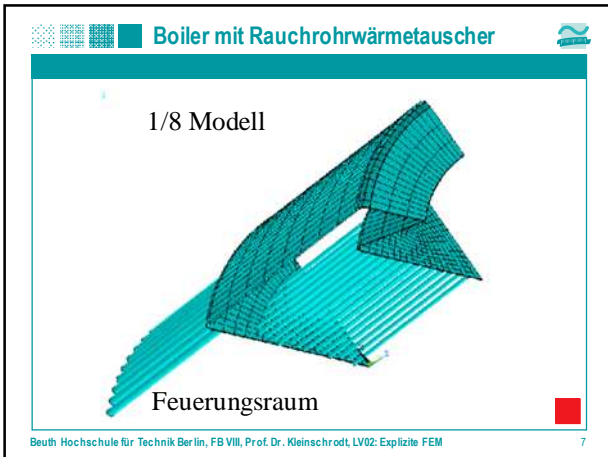 Boiler mit Rauchrohrwärmetauscher
1/8 Modell
Feuerungsraum
Beuth Hochschule für Technik Berlin, FB VIII, Prof. Dr. Kleinschrodt, LV02: Explizite FEM
7